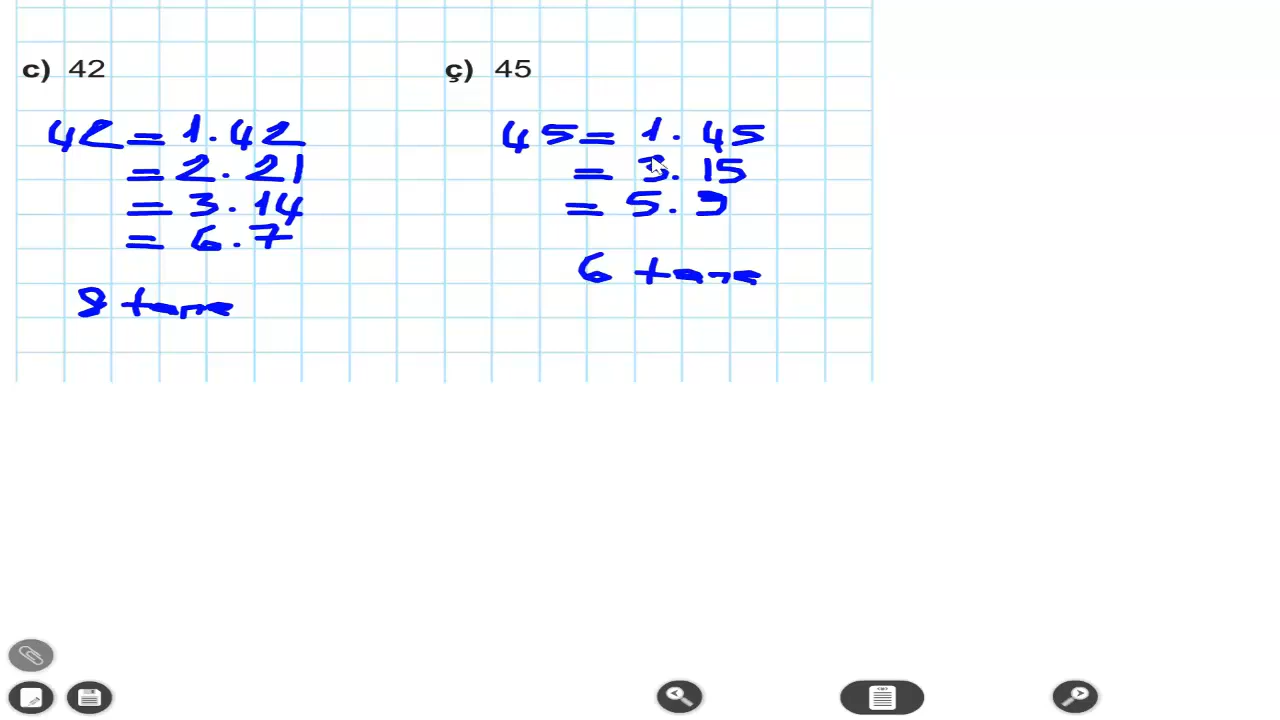 c) 42
42 = 1.42
= 2.21
= 3.14
= 6.7
8 tane
ç) 45
45 = 1.45
= 3.15
= 5.9
6 tane